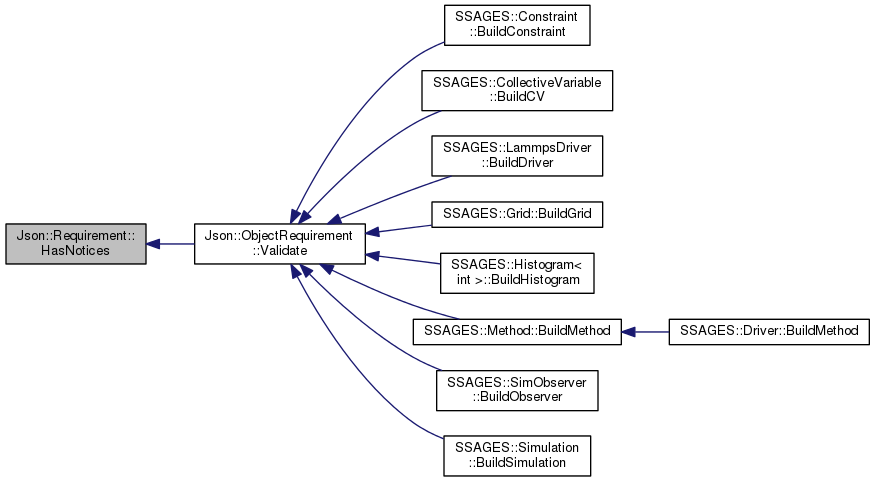 Json::Requirement::
HasNotices
Json::ObjectRequirement
::Validate
SSAGES::Constraint
::BuildConstraint
SSAGES::CollectiveVariable
::BuildCV
SSAGES::LammpsDriver
::BuildDriver
SSAGES::Grid::BuildGrid
SSAGES::Histogram<
int >::BuildHistogram
SSAGES::Method::BuildMethod
SSAGES::Driver::BuildMethod
SSAGES::SimObserver
::BuildObserver
SSAGES::Simulation
::BuildSimulation